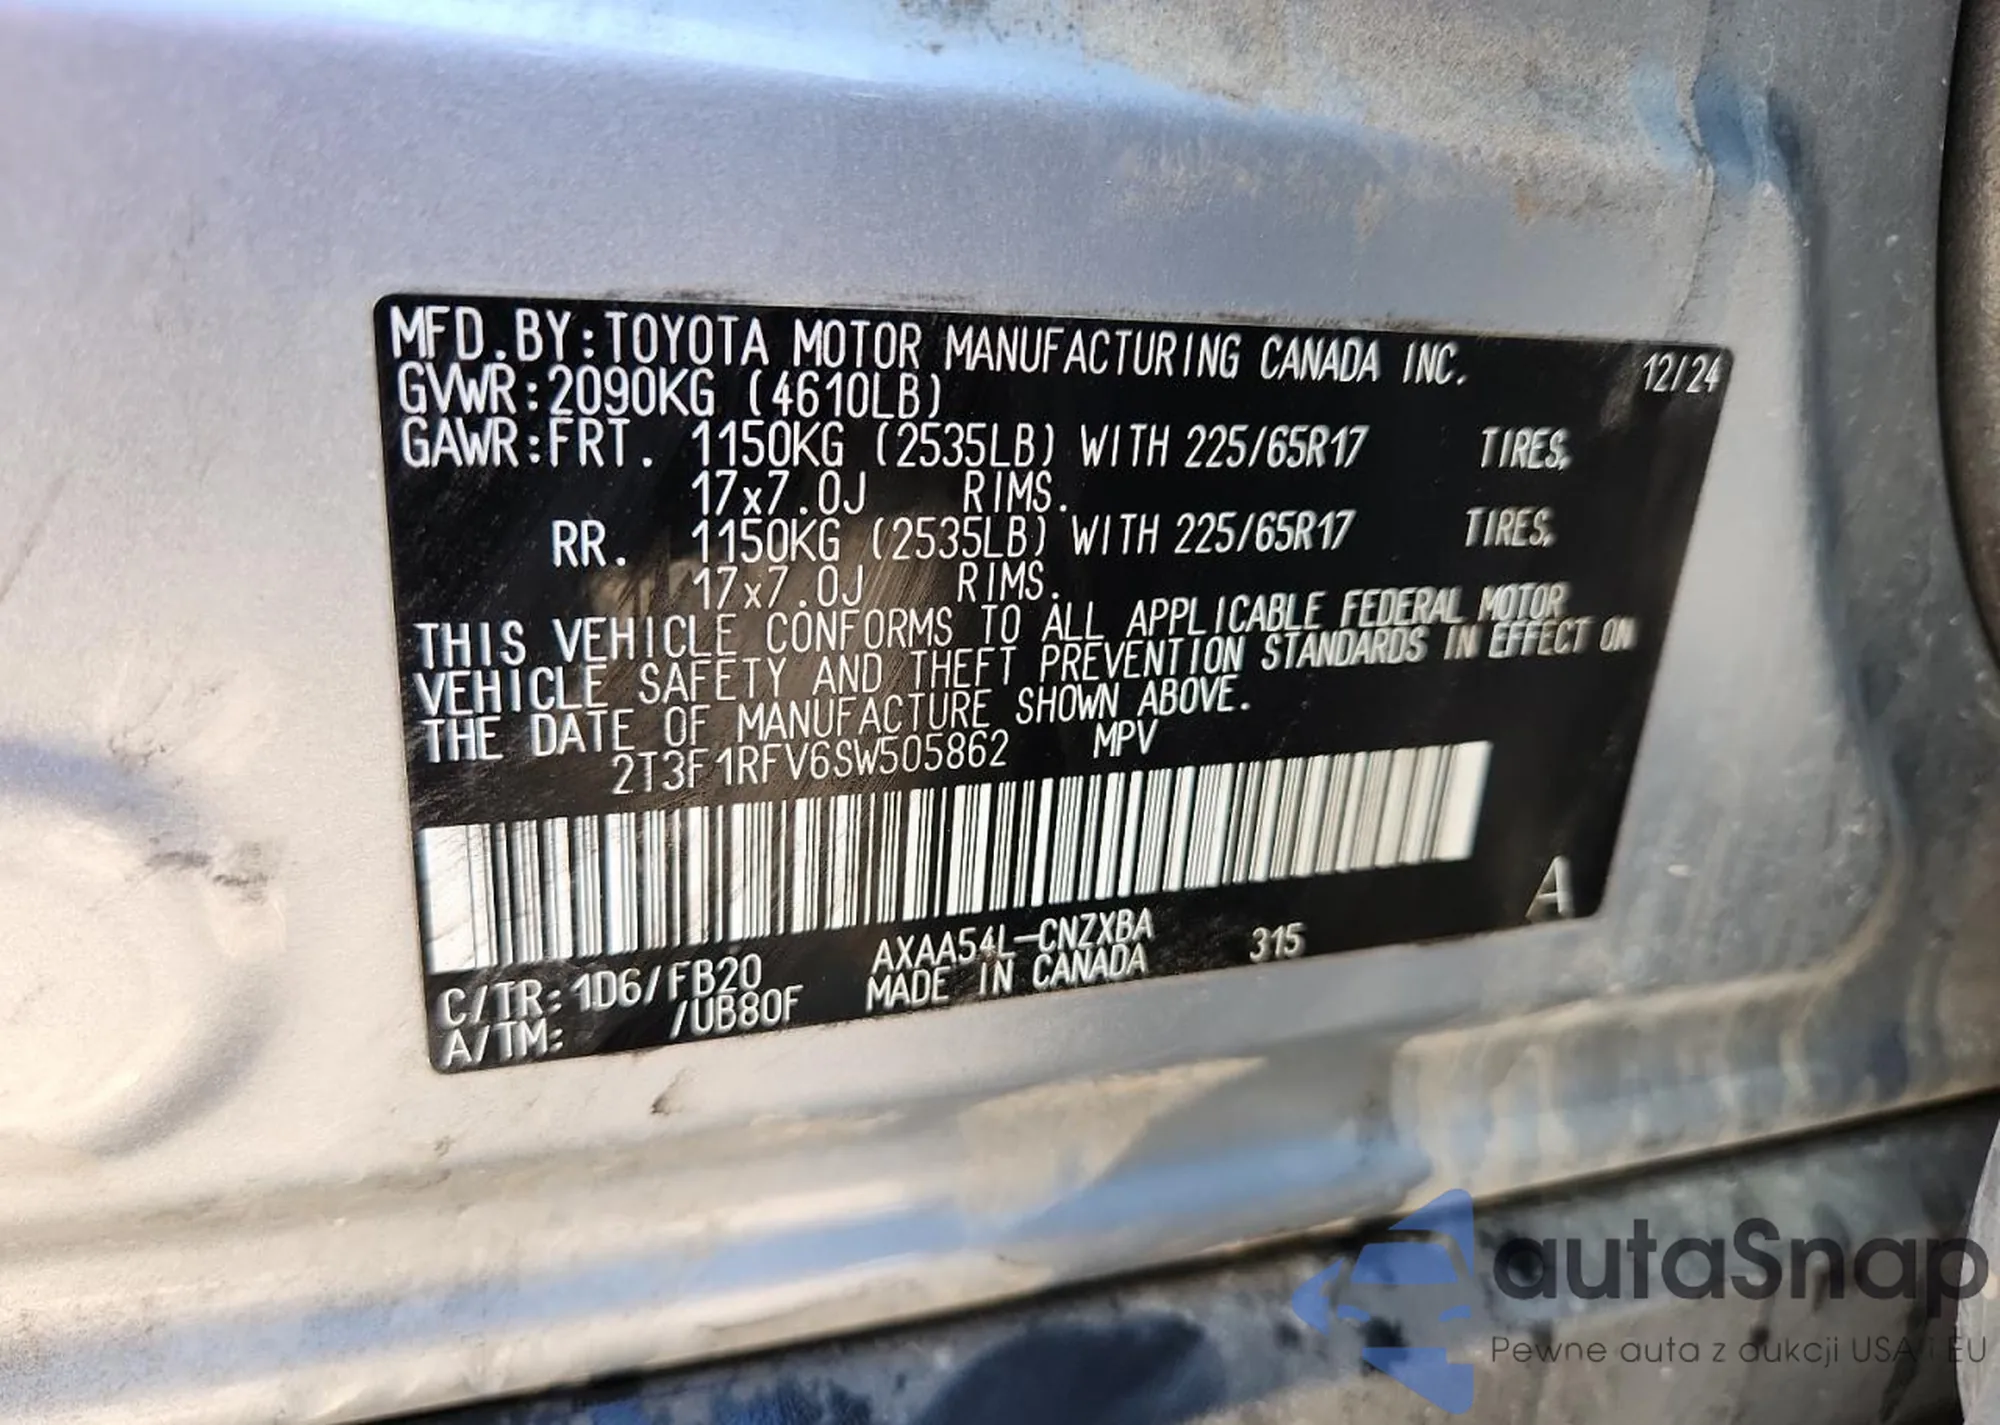 MFD.BY:TOYOTA MOTOR MANUFACTURING CANADA INC. 12/24
GVWR:2090KG (4610LB)
GAWR:FRT. 1150KG (2535LB) WITH 225/65R17 TIRES,
17x7.0J RIMS.
RR. 1150KG (2535LB) WITH 225/65R17 TIRES,
17x7.0J RIMS.
THIS VEHICLE CONFORMS TO ALL APPLICABLE FEDERAL MOTOR
VEHICLE SAFETY AND THEFT PREVENTION STANDARDS IN EFFECT ON
THE DATE OF MANUFACTURE SHOWN ABOVE.
2T3F1RFV6SW505862 MPV
A
C/TR:1D6/FB20 AXAA54L-CNZXBA 315
A/TM: /UB80F MADE IN CANADA
autaSnap
Pewne auta z aukcji USA i EU